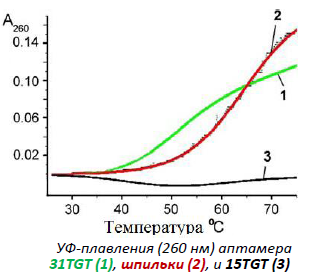 A260
0.14
0.10
0.06
0.02
2
1
3
30 40 50 60 70
Температура ⁰C
УФ-плавления (260 нм) аптамера
31TGT (1), шпильки (2), и 15TGT (3)